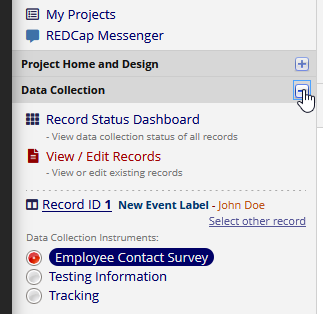 My Projects
REDCap Messenger
Project Home and Design
Data Collection
Record Status Dashboard
- View data collection status of all records
View / Edit Records
- View or edit existing records
Record ID 1 New Event Label - John Doe
Select other record
Data Collection Instruments:
Employee Contact Survey
Testing Information
Tracking